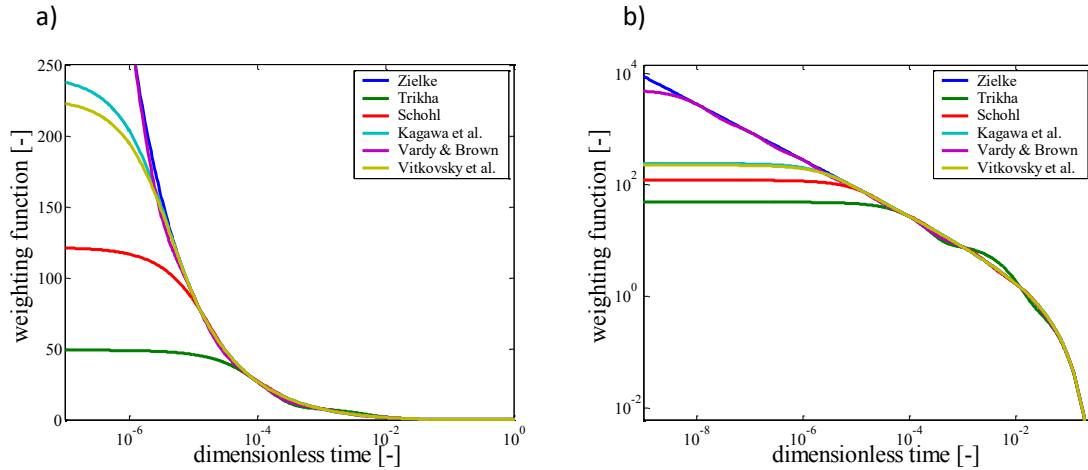 a)
250
200
150
100
50
0
weighting function [-]
10^-6
10^-4
10^-2
10^0
dimensionless time [-]
Zielke
Trikha
Schohl
Kagawa et al.
Vardy & Brown
Vitkovsky et al.
b)
10^4
10^2
10^0
10^-2
weighting function [-]
10^-8
10^-6
10^-4
10^-2
dimensionless time [-]
Zielke
Trikha
Schohl
Kagawa et al.
Vardy & Brown
Vitkovsky et al.